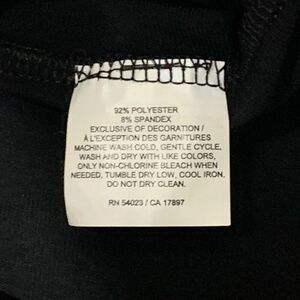 92% POLYESTER
8% SPANDEX
EXCLUSIVE OF DECORATION /
À L'EXCEPTION DES GARNITURES
MACHINE WASH COLD, GENTLE CYCLE,
WASH AND DRY WITH LIKE COLORS,
ONLY NON-CHLORINE BLEACH WHEN
NEEDED, TUMBLE DRY LOW, COOL IRON,
DO NOT DRY CLEAN.
RN 54023 / CA 17897